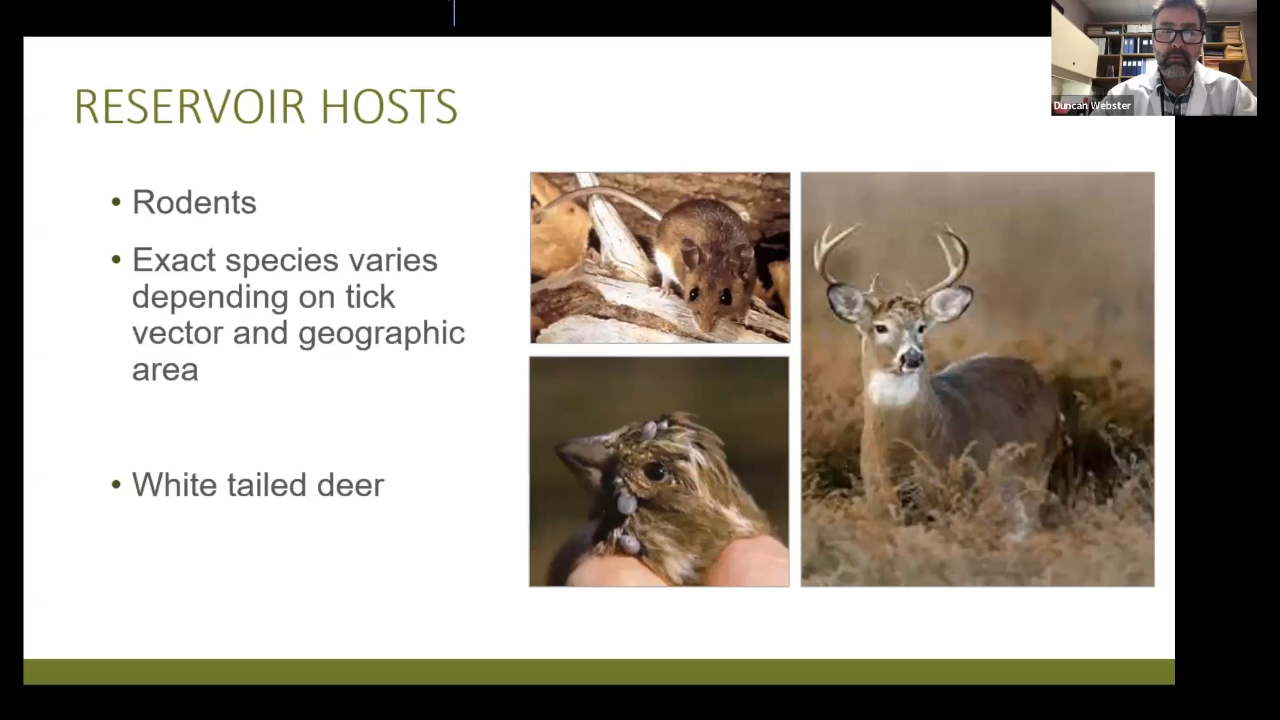 RESERVOIR HOSTS
Duncan Webster
• Rodents
• Exact species varies
depending on tick
vector and geographic
area
• White tailed deer